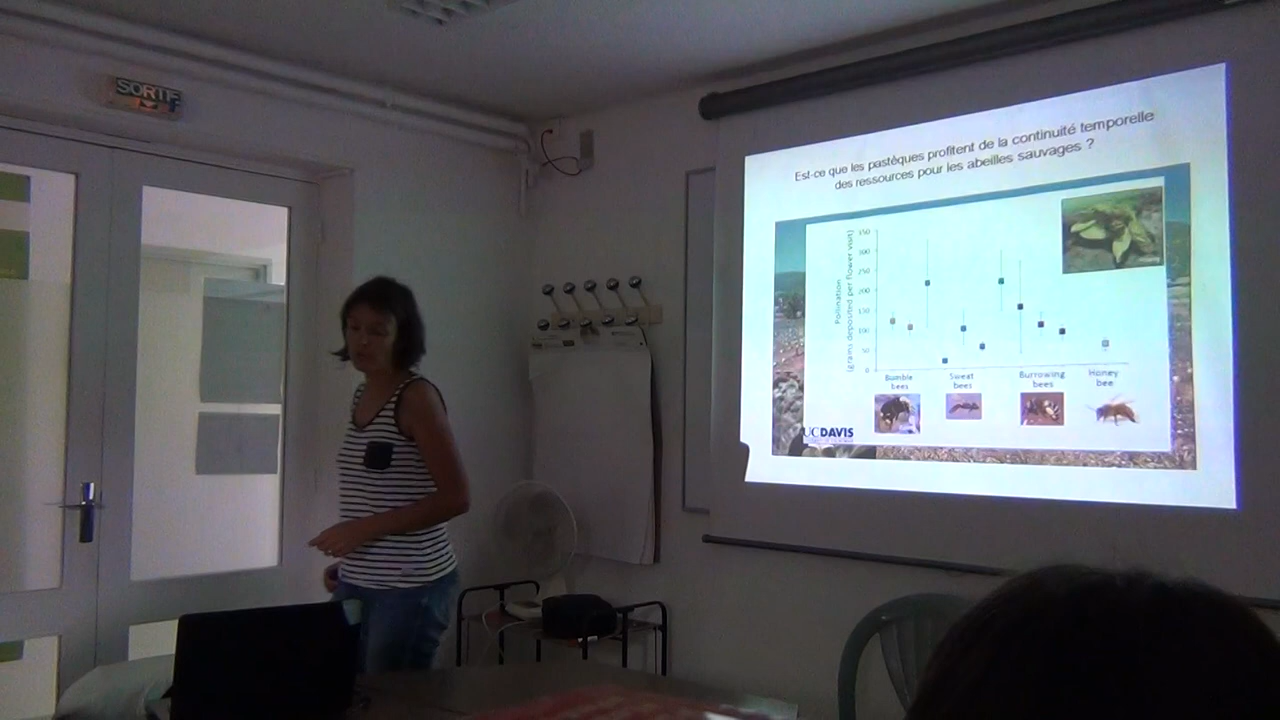 SORTIE
Est-ce que les pastèques profitent de la continuité temporelle
des ressources pour les abeilles sauvages ?
350
300
250
200
150
100
50
0
Pollination
(grains deposited per flower visit)
Bumble
bees
Sweat
bees
Burrowing
bees
Honey
bee
UCDAVIS